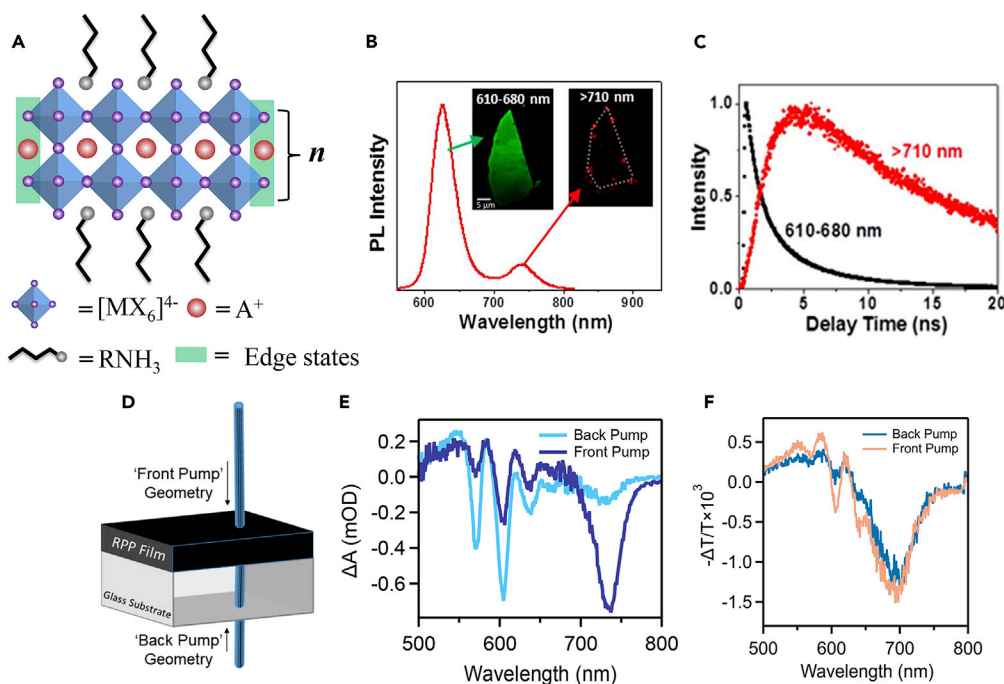 A
n
= [MX₆]⁴⁻
= A⁺
= RNH₃
= Edge states
B
PL Intensity
610-680 nm
>710 nm
5 µm
600
700
800
900
Wavelength (nm)
C
Intensity
1.0
0.5
0
>710 nm
610-680 nm
0
5
10
15
20
Delay Time (ns)
D
'Front Pump'
Geometry
RPP Film
Glass Substrate
'Back Pump'
Geometry
E
ΔA (mOD)
0.2
0.0
-0.2
-0.4
-0.6
Back Pump
Front Pump
500
600
700
800
Wavelength (nm)
F
-ΔT/T×10³
0.5
0.0
-0.5
-1.0
-1.5
Back Pump
Front Pump
500
600
700
800
Wavelength (nm)